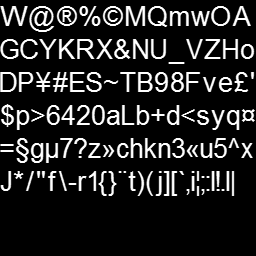 W@®%©MQmwOA
GCYKRX&NU_VZHo
DP¥#ES~TB98Fve£'
$p>6420aLb+d<syq¤
=§gµ7?z»chkn3«u5^x
J*/"f\-r1{}¨t)(j][`,i¦;:I!.l|